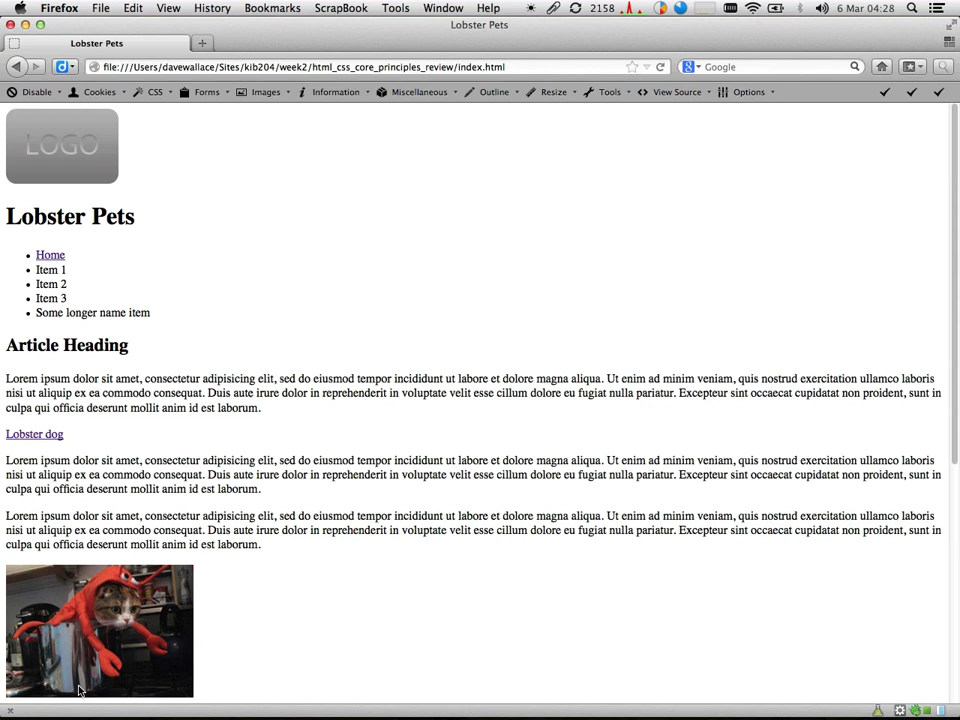 Firefox File Edit View History Bookmarks ScrapBook Tools Window Help 2158 6 Mar 04:28
Lobster Pets
Lobster Pets
file:///Users/davewallace/Sites/kib204/week2/html_css_core_principles_review/index.html Google
Disable Cookies CSS Forms Images Information Miscellaneous Outline Resize Tools View Source Options
LOGO
Lobster Pets
Home
Item 1
Item 2
Item 3
Some longer name item
Article Heading
Lorem ipsum dolor sit amet, consectetur adipisicing elit, sed do eiusmod tempor incididunt ut labore et dolore magna aliqua. Ut enim ad minim veniam, quis nostrud exercitation ullamco laboris
nisi ut aliquip ex ea commodo consequat. Duis aute irure dolor in reprehenderit in voluptate velit esse cillum dolore eu fugiat nulla pariatur. Excepteur sint occaecat cupidatat non proident, sunt in
culpa qui officia deserunt mollit anim id est laborum.
Lobster dog
Lorem ipsum dolor sit amet, consectetur adipisicing elit, sed do eiusmod tempor incididunt ut labore et dolore magna aliqua. Ut enim ad minim veniam, quis nostrud exercitation ullamco laboris
nisi ut aliquip ex ea commodo consequat. Duis aute irure dolor in reprehenderit in voluptate velit esse cillum dolore eu fugiat nulla pariatur. Excepteur sint occaecat cupidatat non proident, sunt in
culpa qui officia deserunt mollit anim id est laborum.
Lorem ipsum dolor sit amet, consectetur adipisicing elit, sed do eiusmod tempor incididunt ut labore et dolore magna aliqua. Ut enim ad minim veniam, quis nostrud exercitation ullamco laboris
nisi ut aliquip ex ea commodo consequat. Duis aute irure dolor in reprehenderit in voluptate velit esse cillum dolore eu fugiat nulla pariatur. Excepteur sint occaecat cupidatat non proident, sunt in
culpa qui officia deserunt mollit anim id est laborum.